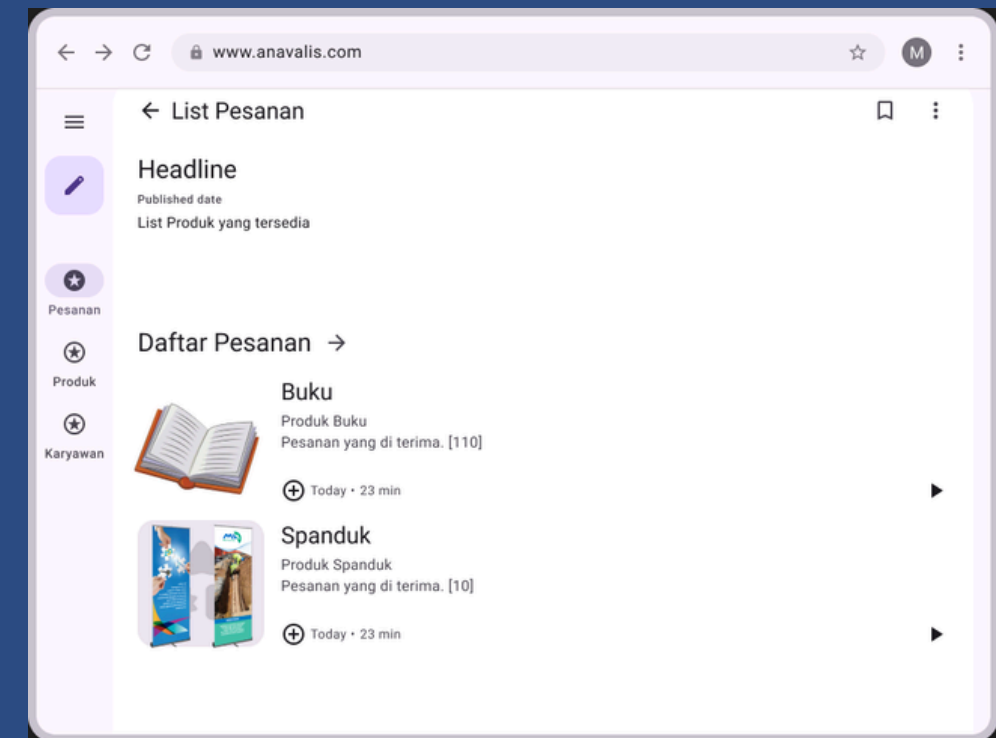 www.anavalis.com
M
List Pesanan
Headline
Published date
List Produk yang tersedia
Pesanan
Produk
Karyawan
Daftar Pesanan
Buku
Produk Buku
Pesanan yang di terima. [110]
Today • 23 min
Spanduk
Produk Spanduk
Pesanan yang di terima. [10]
Today • 23 min